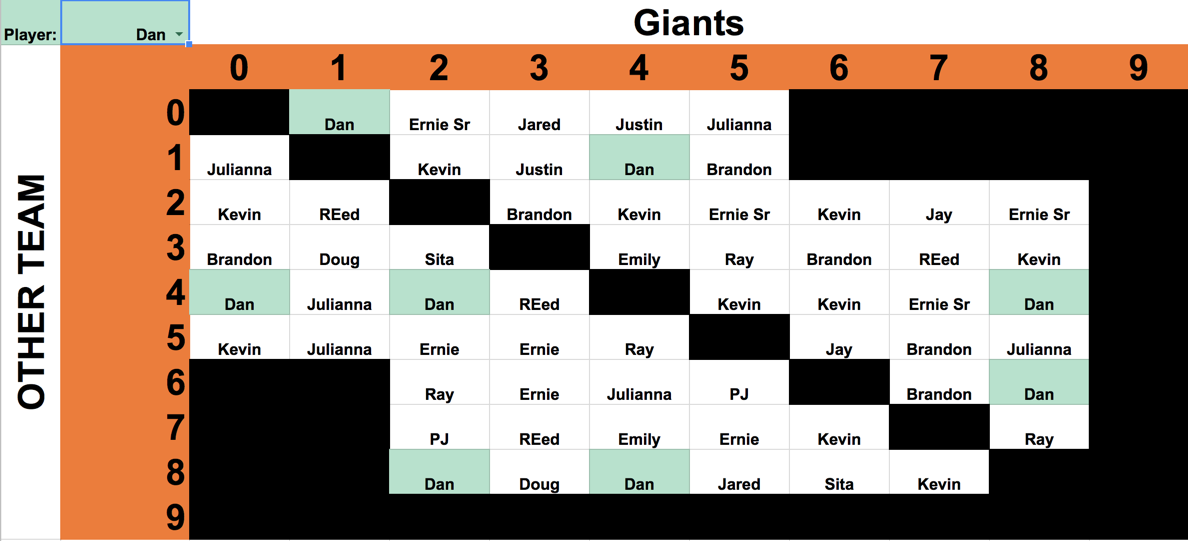 Giants
Player: Dan
0 1 2 3 4 5 6 7 8 9
OTHER TEAM
0 Dan Ernie Sr Jared Justin Julianna
1 Julianna Kevin Justin Dan Brandon
2 Kevin REed Brandon Kevin Ernie Sr Kevin Jay Ernie Sr
3 Brandon Doug Sita Emily Ray Brandon REed Kevin
4 Dan Julianna Dan REed Kevin Kevin Ernie Sr Dan
5 Kevin Julianna Ernie Ernie Ray Jay Brandon Julianna
6 Ray Ernie Julianna PJ Brandon Dan
7 PJ REed Emily Ernie Kevin Ray
8 Dan Doug Dan Jared Sita Kevin
9